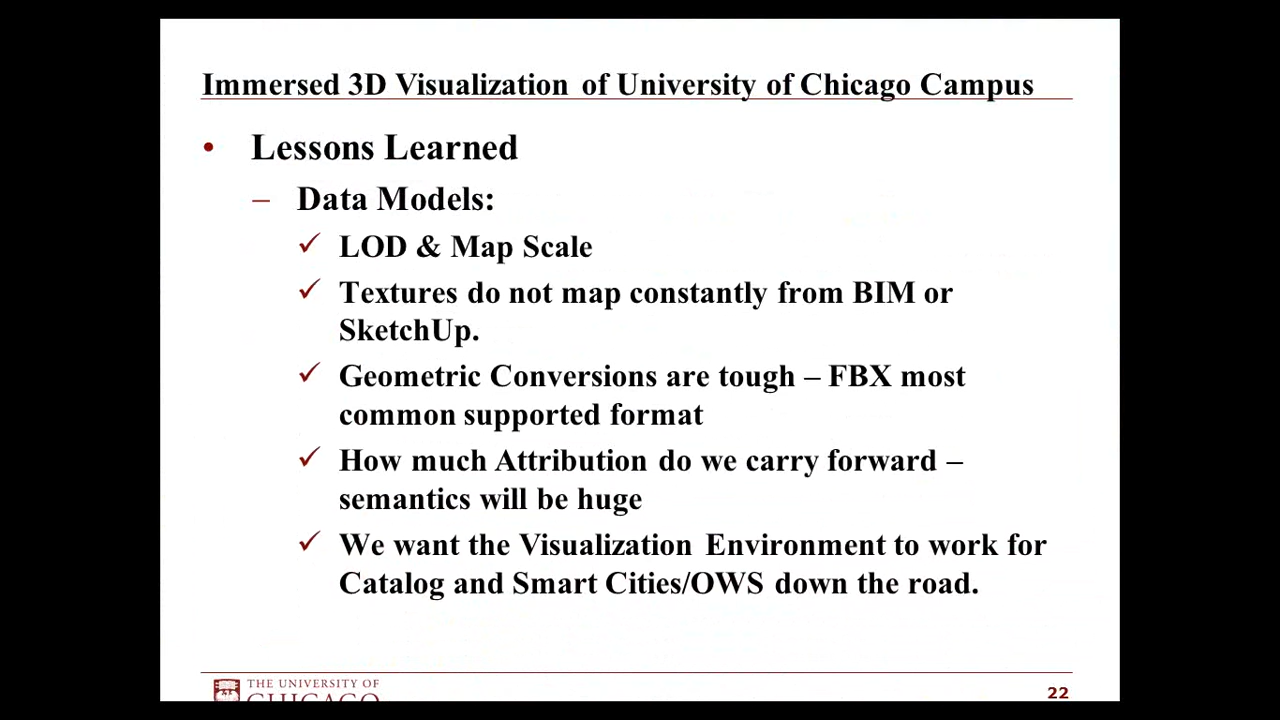 Immersed 3D Visualization of University of Chicago Campus
• Lessons Learned
– Data Models:
✓ LOD & Map Scale
✓ Textures do not map constantly from BIM or
SketchUp.
✓ Geometric Conversions are tough – FBX most
common supported format
✓ How much Attribution do we carry forward –
semantics will be huge
✓ We want the Visualization Environment to work for
Catalog and Smart Cities/OWS down the road.
THE UNIVERSITY OF
CHICAGO
22